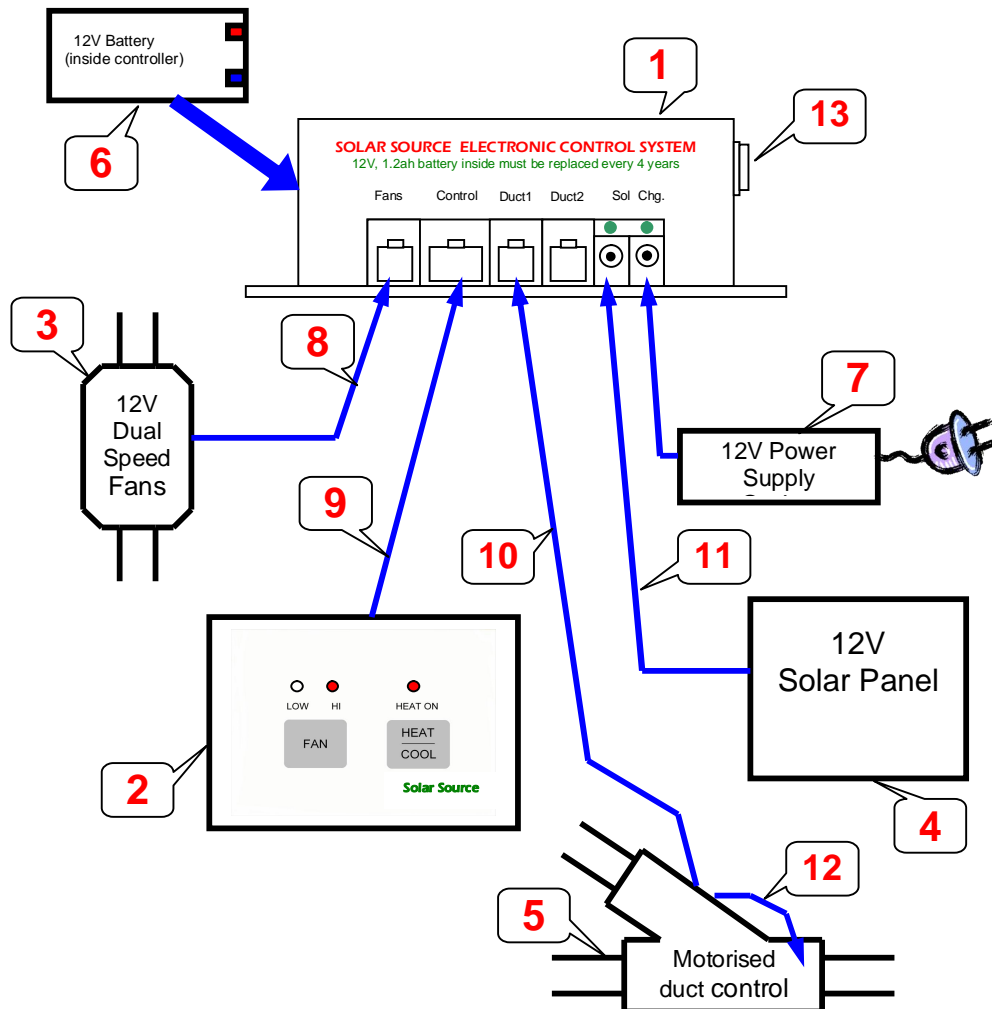 12V Battery
(inside controller)
6
1
13
SOLAR SOURCE ELECTRONIC CONTROL SYSTEM
12V, 1.2ah battery inside must be replaced every 4 years
Fans Control Duct1 Duct2 Sol Chg.
3
8
7
12V
Dual
Speed
Fans
12V Power
Supply
9
10
11
12V
Solar Panel
LOW HI HEAT ON
FAN
HEAT
COOL
Solar Source
2
4
12
5
Motorised
duct control